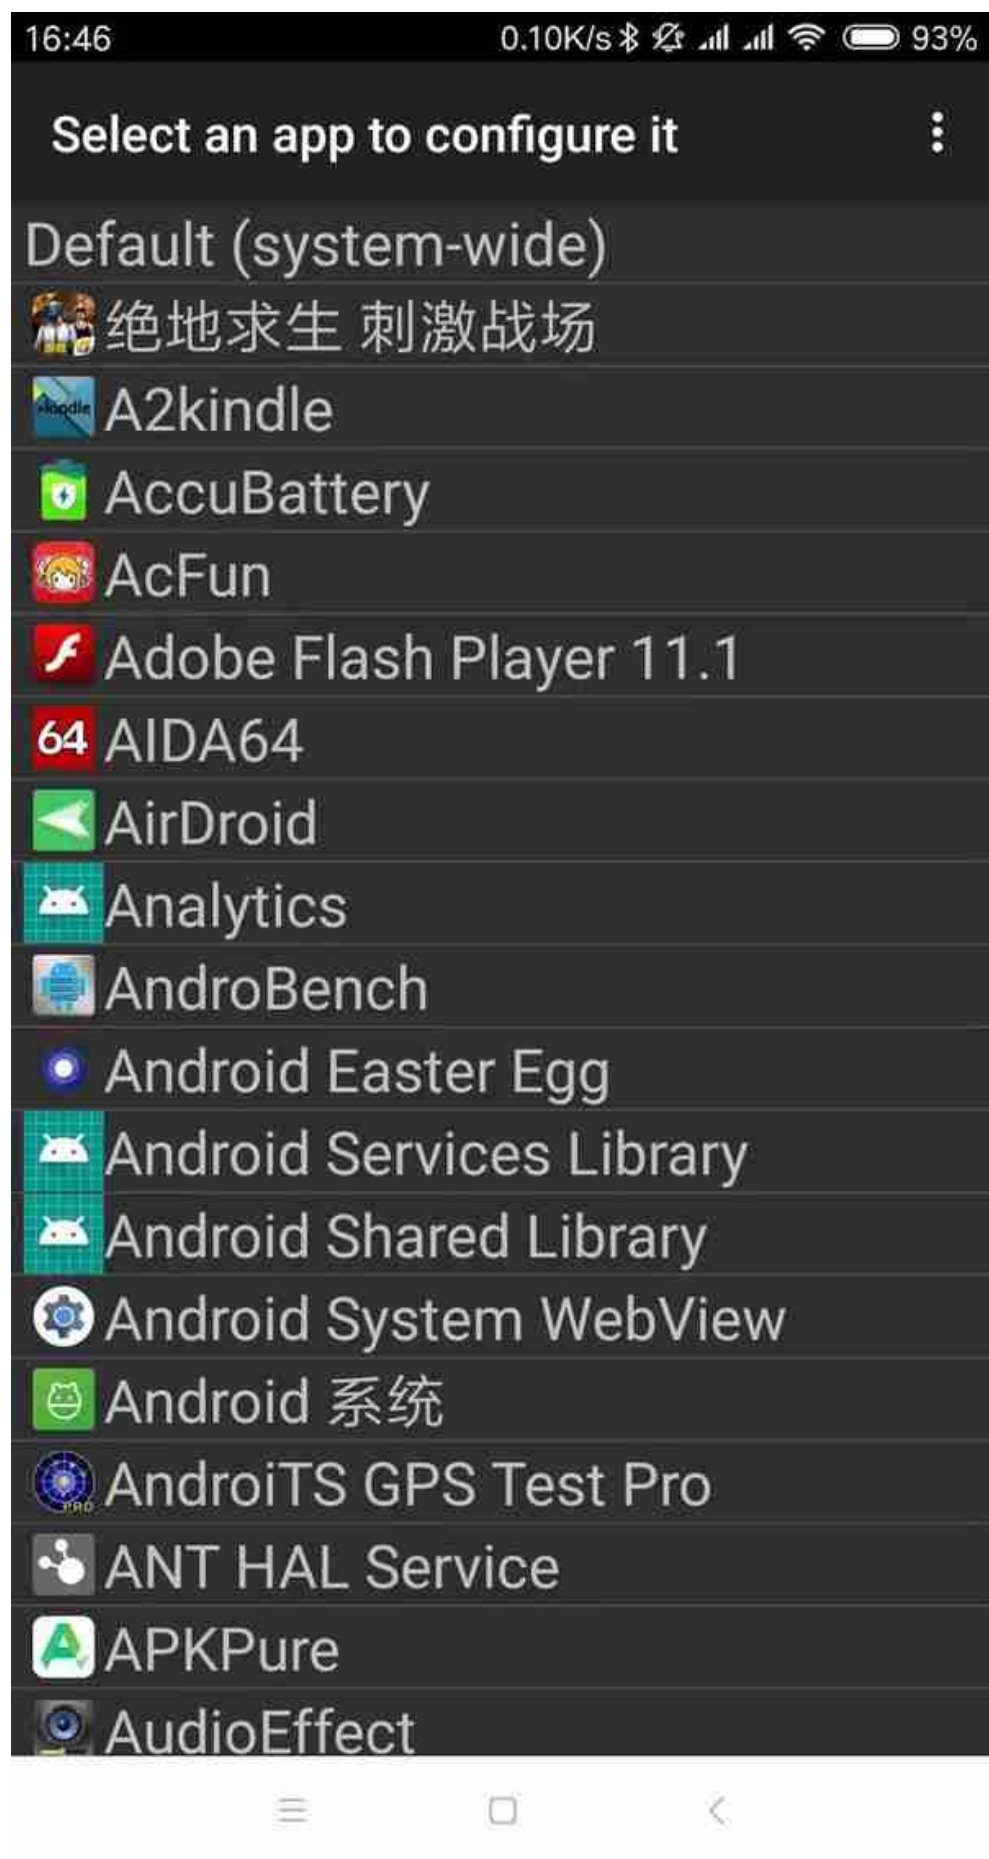 16:46 0.10K/s 93%
Select an app to configure it
Default (system-wide)
绝地求生 刺激战场
kindle
A2kindle
AccuBattery
AcFun
Adobe Flash Player 11.1
64 AIDA64
AirDroid
Analytics
AndroBench
Android Easter Egg
Android Services Library
Android Shared Library
Android System WebView
Android 系统
PRO
AndroiTS GPS Test Pro
ANT HAL Service
APKPure
AudioEffect